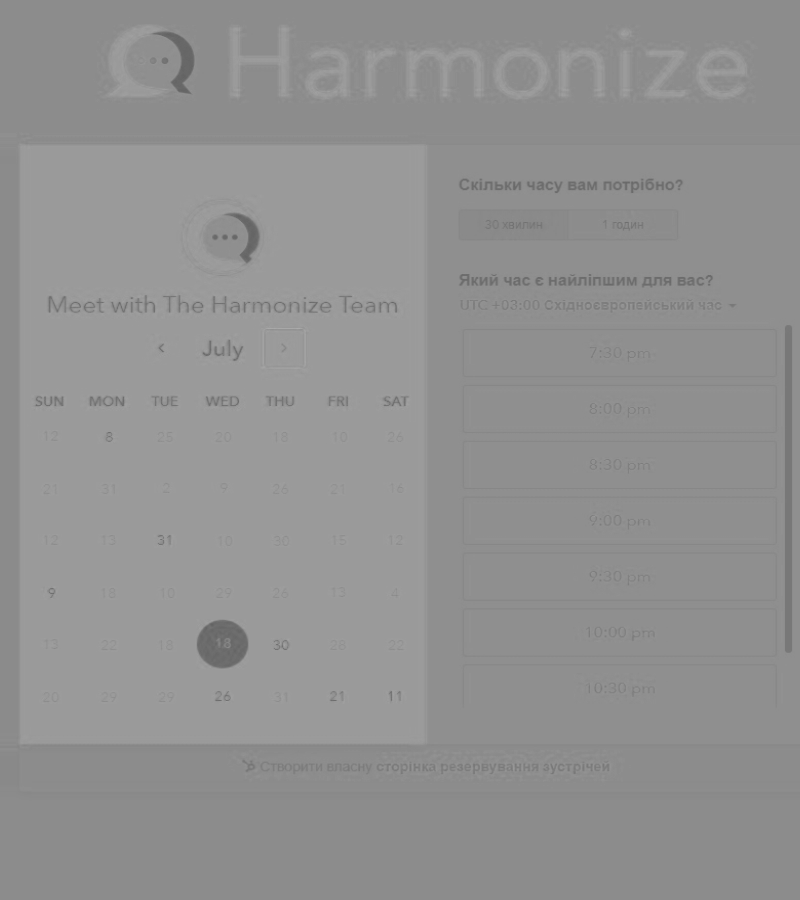 Harmonize
Meet with The Harmonize Team
July
SUN MON TUE WED THU FRI SAT
12 8 25 20 18 10 26
21 31 2 9 26 21 16
12 13 31 10 30 15 12
9 18 10 29 26 13 4
13 22 18 18 30 28 22
20 29 29 26 31 21 11
Скільки часу вам потрібно?
30 хвилин 1 годин
Який час є найліпшим для вас?
UTC +03:00 Східноєвропейський час
7:30 pm
8:00 pm
8:30 pm
9:00 pm
9:30 pm
10:00 pm
10:30 pm
Створити власну сторінка резервування зустрічей